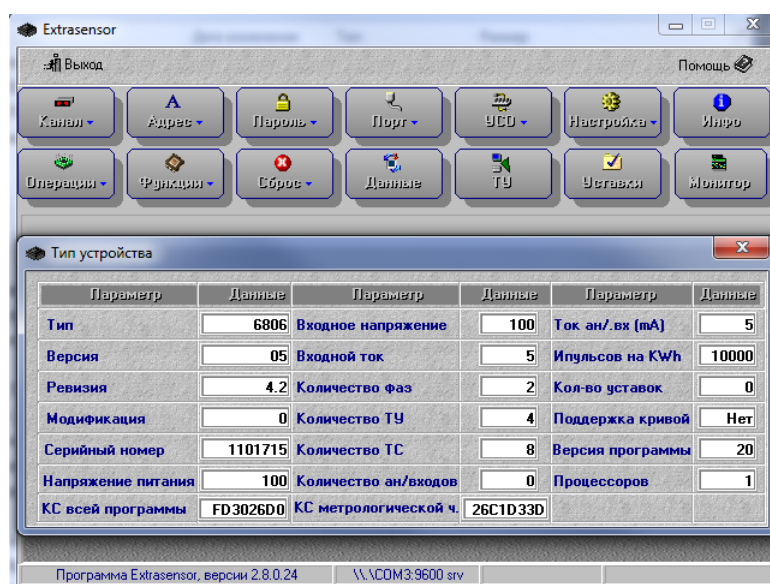 Extrasensor
Выход Помощь
Канал Адрес Пароль Порт УСО Настройка Инфо
Операции Функции Сброс Данные ТУ Уставки Монитор
Тип устройства
Параметр Данные Параметр Данные Параметр Данные
Тип 6806 Входное напряжение 100 Ток ан/.вх (mA) 5
Версия 05 Входной ток 5 Ипульсов на KWh 10000
Ревизия 4.2 Количество фаз 2 Кол-во уставок 0
Модификация 0 Количество ТУ 4 Поддержка кривой Нет
Серийный номер 1101715 Количество ТС 8 Версия программы 20
Напряжение питания 100 Количество ан/входов 0 Процессоров 1
КС всей программы FD3026D0 КС метрологической ч. 26C1D33D
Программа Extrasensor, версии 2.8.0.24 \\.\COM3:9600 srv